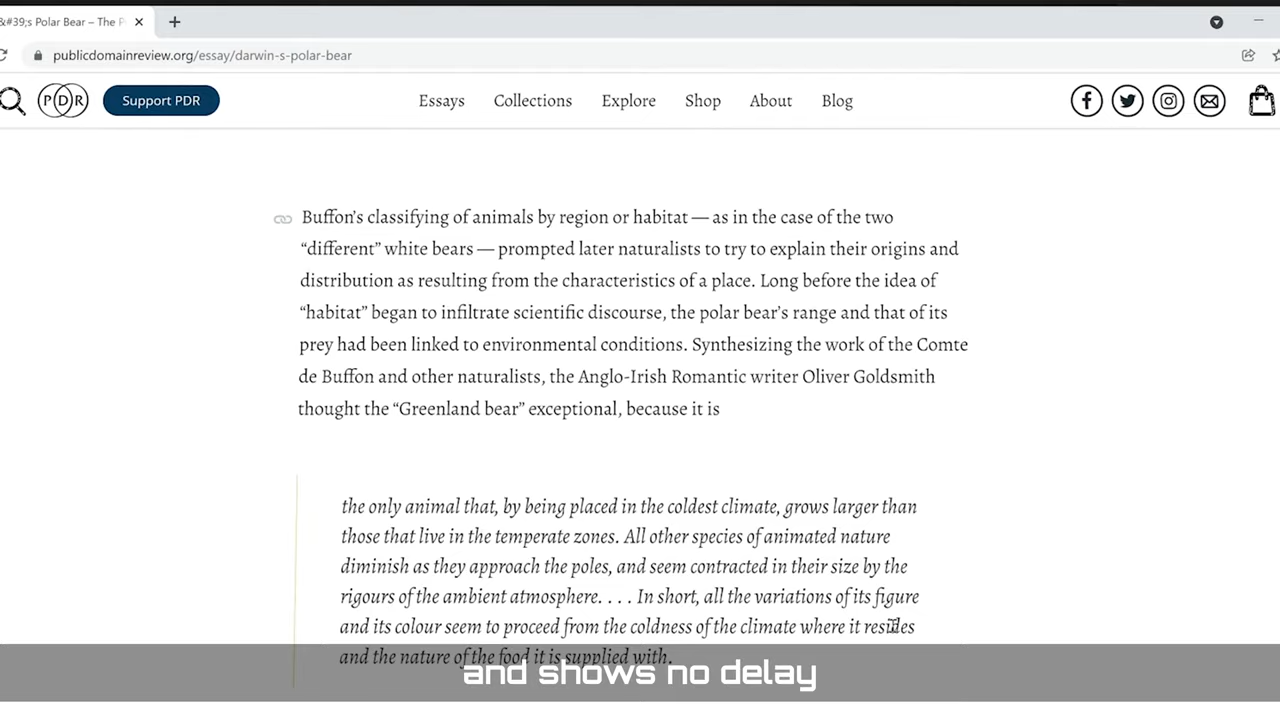 &#39;s Polar Bear – The P
publicdomainreview.org/essay/darwin-s-polar-bear
PDR
Support PDR
Essays
Collections
Explore
Shop
About
Blog
Buffon’s classifying of animals by region or habitat — as in the case of the two
“different” white bears — prompted later naturalists to try to explain their origins and
distribution as resulting from the characteristics of a place. Long before the idea of
“habitat” began to infiltrate scientific discourse, the polar bear’s range and that of its
prey had been linked to environmental conditions. Synthesizing the work of the Comte
de Buffon and other naturalists, the Anglo-Irish Romantic writer Oliver Goldsmith
thought the “Greenland bear” exceptional, because it is
the only animal that, by being placed in the coldest climate, grows larger than
those that live in the temperate zones. All other species of animated nature
diminish as they approach the poles, and seem contracted in their size by the
rigours of the ambient atmosphere. . . . In short, all the variations of its figure
and its colour seem to proceed from the coldness of the climate where it resides
and the nature of the food it is supplied with.
and shows no delay